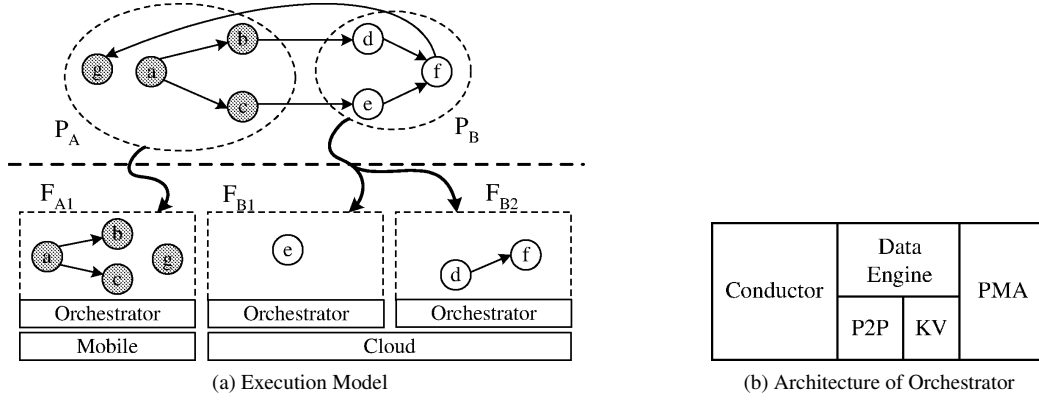 b
d
g
a
f
c
e
P_A
P_B
F_A1
F_B1
F_B2
b
a
g
c
e
d
f
Orchestrator
Orchestrator
Orchestrator
Mobile
Cloud
(a) Execution Model
Data
Engine
Conductor
PMA
P2P
KV
(b) Architecture of Orchestrator